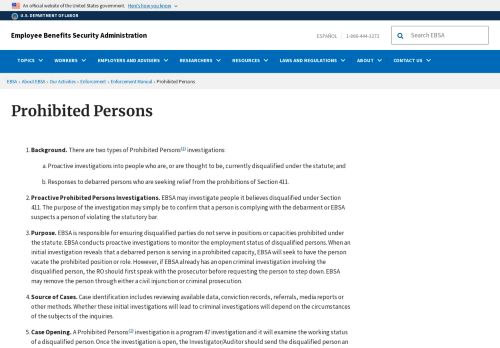 An official website of the United States government. Here's how you know
U.S. DEPARTMENT OF LABOR
Employee Benefits Security Administration
ESPAÑOL | 1-866-444-3272
Search EBSA
TOPICS WORKERS EMPLOYERS AND ADVISERS RESEARCHERS RESOURCES LAWS AND REGULATIONS ABOUT CONTACT US
EBSA › About EBSA › Our Activities › Enforcement › Enforcement Manual › Prohibited Persons
Prohibited Persons
1. Background. There are two types of Prohibited Persons(1) investigations:
a. Proactive investigations into people who are, or are thought to be, currently disqualified under the statute; and
b. Responses to debarred persons who are seeking relief from the prohibitions of Section 411.
2. Proactive Prohibited Persons Investigations. EBSA may investigate people it believes disqualified under Section
411. The purpose of the investigation may simply be to confirm that a person is complying with the debarment or EBSA
suspects a person of violating the statutory bar.
3. Purpose. EBSA is responsible for ensuring disqualified parties do not serve in positions or capacities prohibited under
the statute. EBSA conducts proactive investigations to monitor the employment status of disqualified persons. When an
initial investigation reveals that a debarred person is serving in a prohibited capacity, EBSA will seek to have the person
vacate the prohibited position or role. However, if EBSA already has an open criminal investigation involving the
disqualified person, the RO should first speak with the prosecutor before requesting the person to step down. EBSA
may remove the person through either a civil injunction or criminal prosecution.
4. Source of Cases. Case identification includes reviewing available data, conviction records, referrals, media reports or
other methods. Whether these initial investigations will lead to criminal investigations will depend on the circumstances
of the subjects of the inquiries.
5. Case Opening. A Prohibited Persons(2) investigation is a program 47 investigation and it will examine the working status
of a disqualified person. Once the investigation is open, the Investigator/Auditor should send the disqualified person an